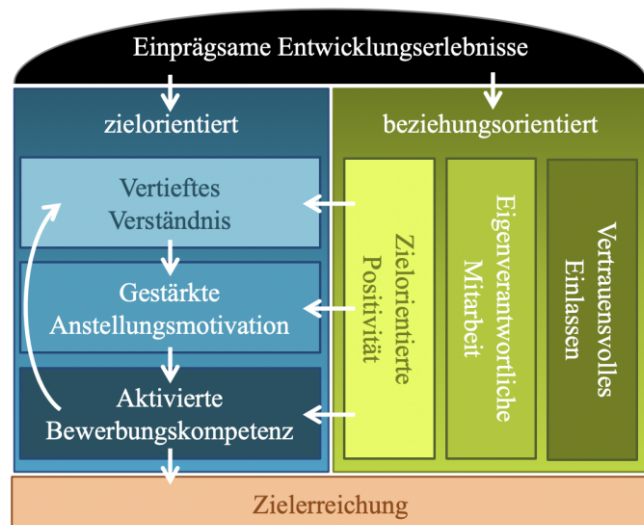 Einprägsame Entwicklungserlebnisse
zielorientiert
beziehungsorientiert
Vertieftes
Verständnis
Gestärkte
Anstellungsmotivation
Aktivierte
Bewerbungskompetenz
Zielorientierte
Positivität
Eigenverantwortliche
Mitarbeit
Vertrauensvolles
Einlassen
Zielerreichung